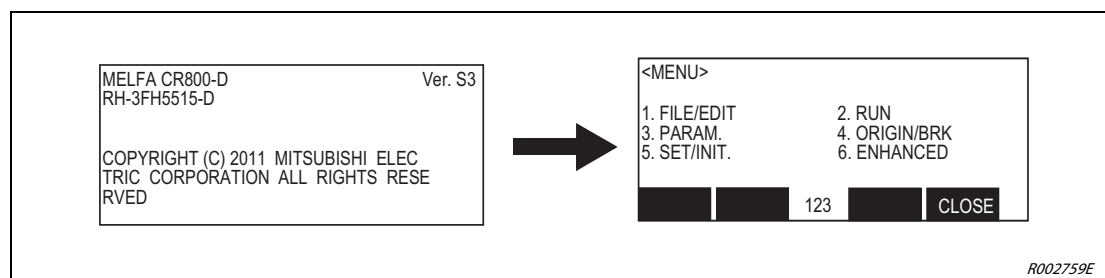 MELFA CR800-D Ver. S3
RH-3FH5515-D
COPYRIGHT (C) 2011 MITSUBISHI ELEC
TRIC CORPORATION ALL RIGHTS RESE
RVED
<MENU>
1. FILE/EDIT 2. RUN
3. PARAM. 4. ORIGIN/BRK
5. SET/INIT. 6. ENHANCED
123 CLOSE
R002759E